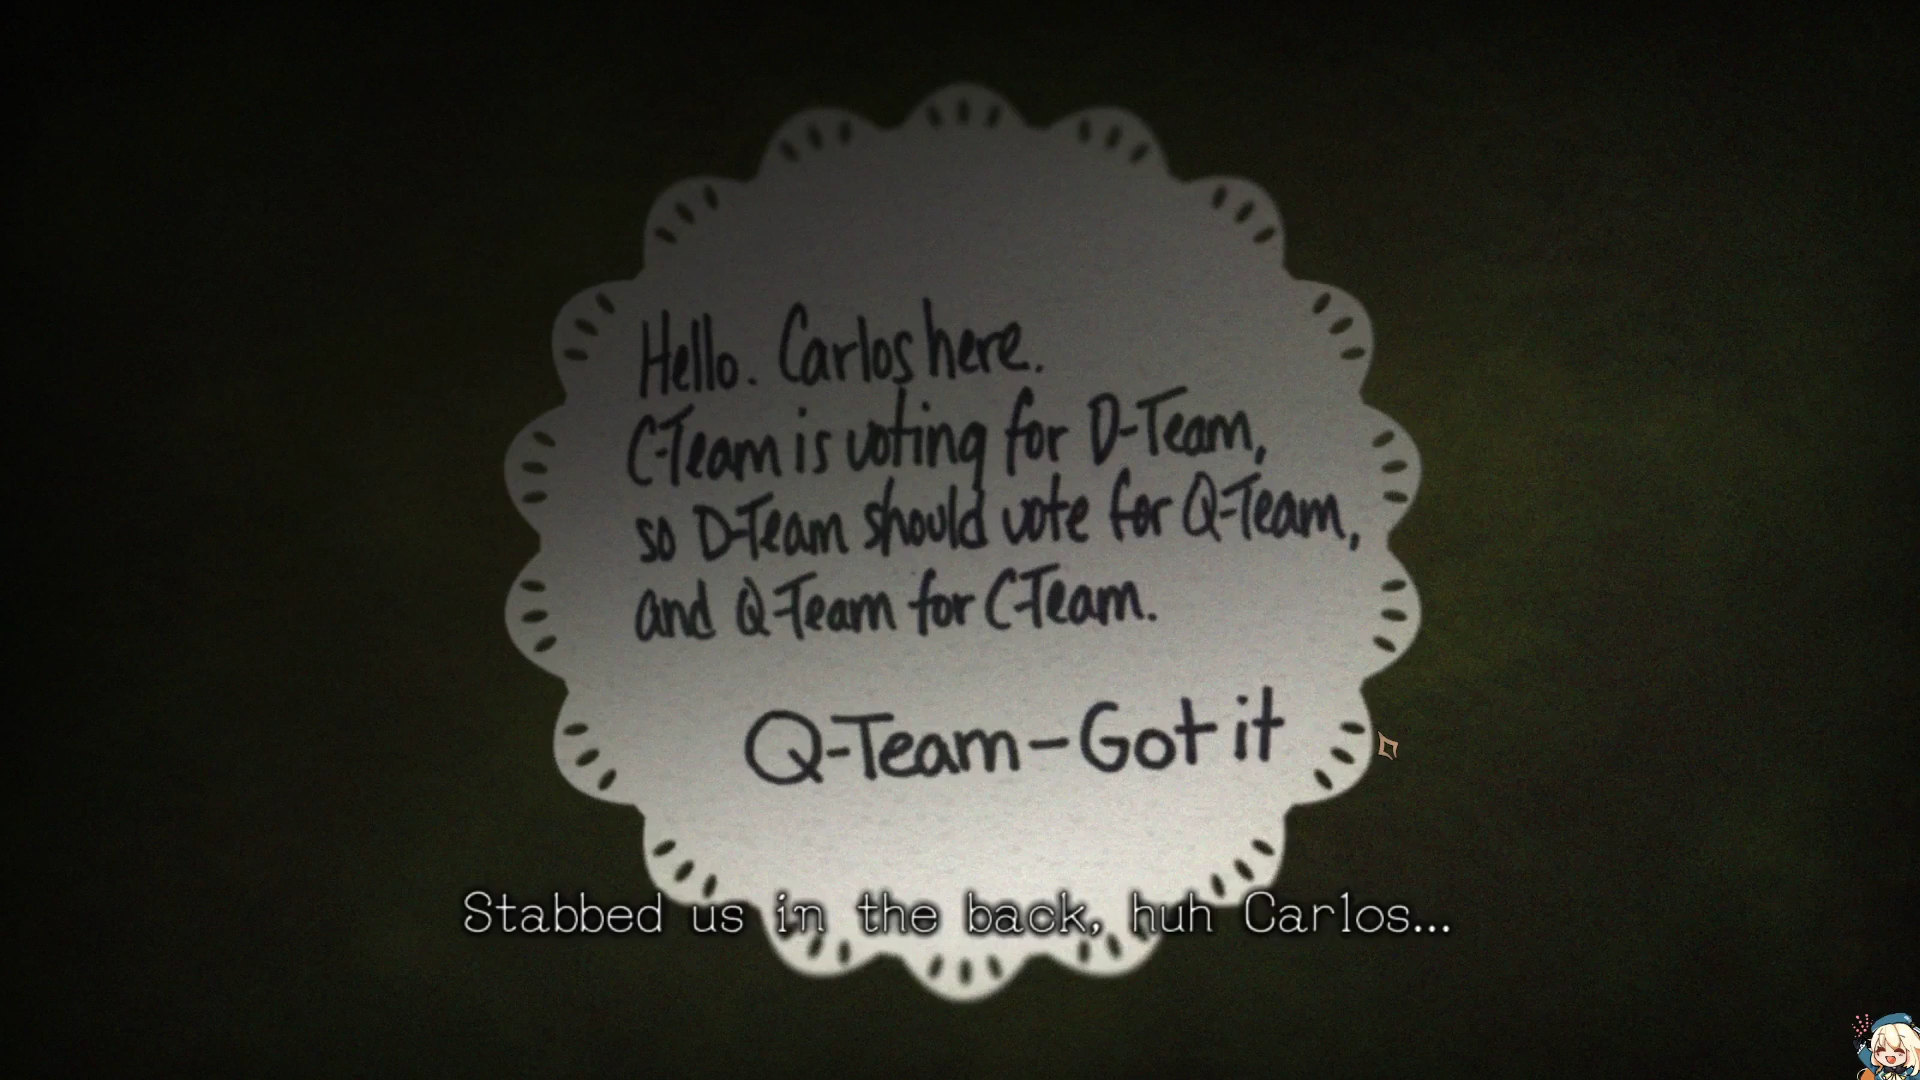 Hello. Carlos here.
C-Team is voting for D-Team,
so D-Team should vote for Q-Team,
and Q-Team for C-Team.
Q-Team-Got it
Stabbed us in the back, huh Carlos...